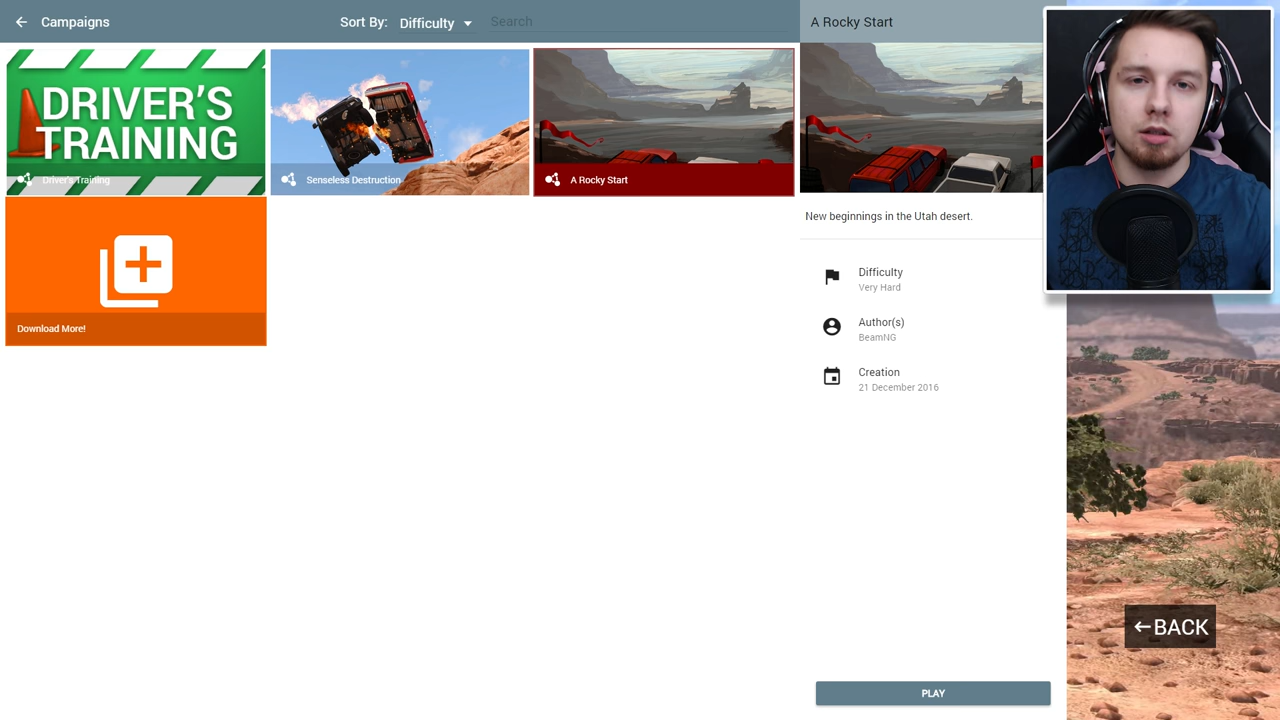 Campaigns
Sort By: Difficulty
Search
A Rocky Start
DRIVER'S
TRAINING
Driver's Training
Senseless Destruction
A Rocky Start
Download More!
New beginnings in the Utah desert.
Difficulty
Very Hard
Author(s)
BeamNG
Creation
21 December 2016
←BACK
PLAY